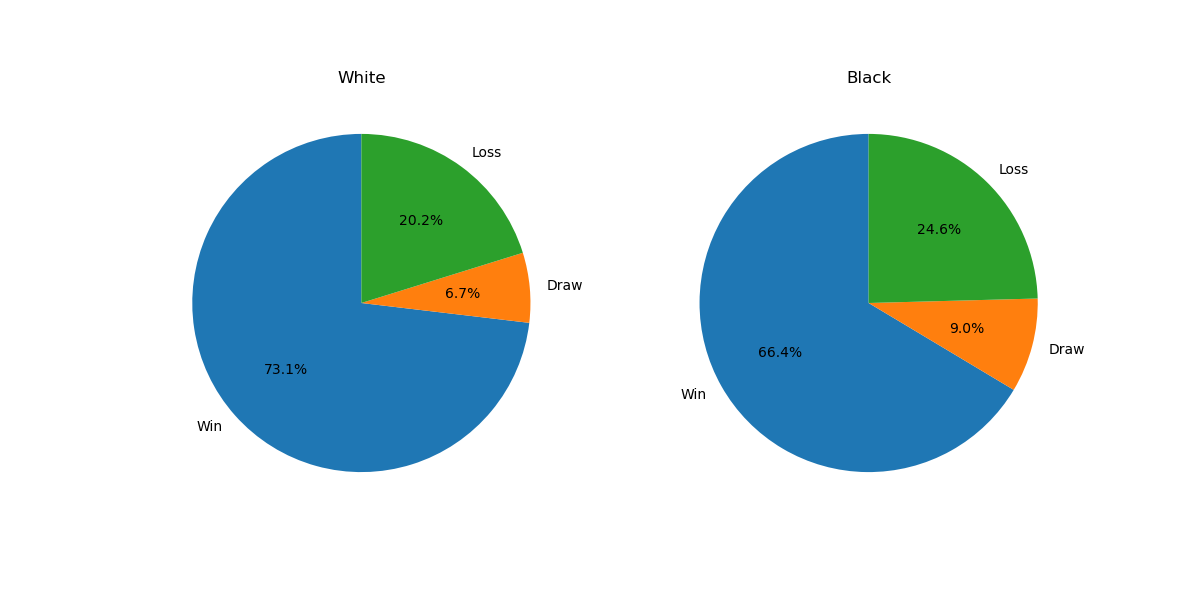 White
Loss
20.2%
Draw
6.7%
73.1%
Win
Black
Loss
24.6%
Draw
9.0%
66.4%
Win